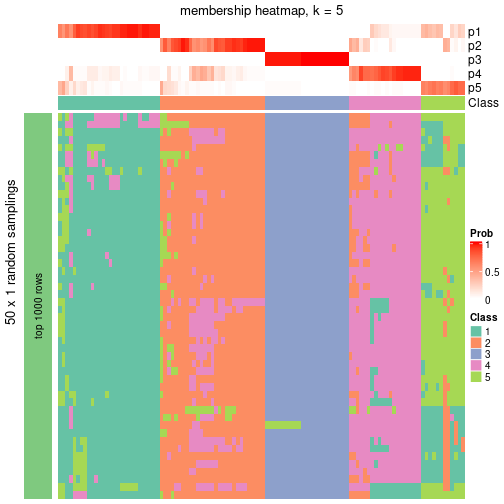 membership heatmap, k = 5
p1
p2
p3
p4
p5
Class
50 x 1 random samplings
top 1000 rows
Prob
1
0.5
0
Class
1
2
3
4
5